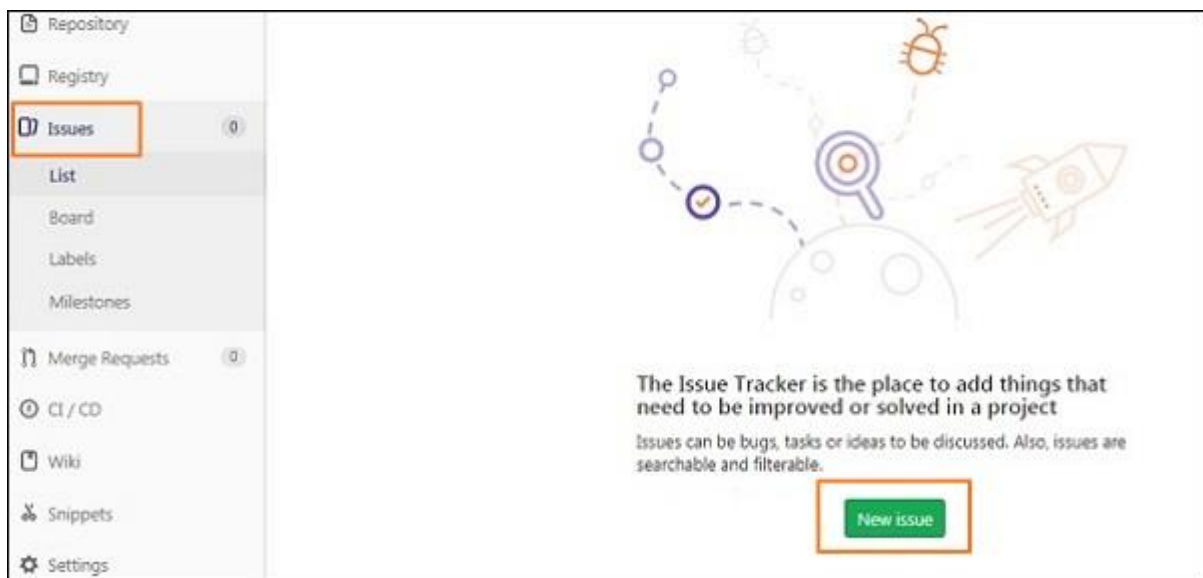 Repository
Registry
Issues 0
List
Board
Labels
Milestones
Merge Requests 0
CI / CD
Wiki
Snippets
Settings
The Issue Tracker is the place to add things that
need to be improved or solved in a project
Issues can be bugs, tasks or ideas to be discussed. Also, issues are
searchable and filterable.
New issue